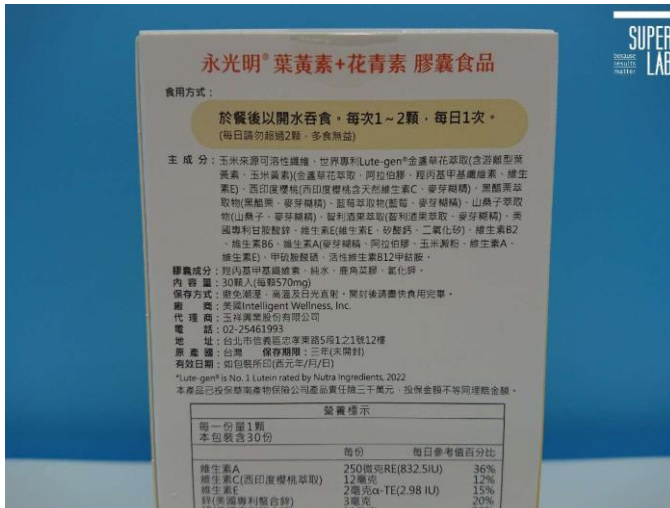 SUPER
LAB
because
results
matter
永光明® 葉黃素+花青素 膠囊食品
食用方式：
於餐後以開水吞食，每次1～2顆，每日1次。
(每日請勿超過2顆，多食無益)
主 成 分：玉米來源可溶性纖維、世界專利Lute-gen®金盞草花萃取(含游離型葉
黃素、玉米黃素)(金盞草花萃取、阿拉伯膠、羥丙基甲基纖維素、維生
素E)、西印度櫻桃(西印度櫻桃含天然維生素C、麥芽糊精)、黑醋栗萃
取物(黑醋栗、麥芽糊精)、藍莓萃取物(藍莓、麥芽糊精)、山桑子萃取
物(山桑子、麥芽糊精)、智利酒果萃取(智利酒果萃取、麥芽糊精)、美
國專利甘胺酸鋅、維生素E(維生素E、矽酸鈣、二氧化矽)、維生素B2
、維生素B6、維生素A(麥芽糊精、阿拉伯膠、玉米澱粉、維生素A、
維生素E)、甲硫胺酸硒、活性維生素B12甲鈷胺。
膠囊成分：羥丙基甲基纖維素、純水、鹿角菜膠、氯化鉀。
內 容 量：30顆入(每顆570mg)
保存方式：避免潮溼、高溫及日光直射。開封後請盡快食用完畢。
廠 商：美國Intelligent Wellness, Inc.
代 理 商：玉祥興業股份有限公司
電 話：02-25461993
地 址：台北市信義區忠孝東路5段1之1號12樓
原 產 國：台灣 保存期限：三年(未開封)
有效日期：如包裝所印(西元年/月/日)
*Lute-gen® is No. 1 Lutein rated by Nutra Ingredients, 2022
本產品已投保華南產物保險公司產品責任險三千萬元，投保金額不等同理賠金額。
營養標示
每一份量1顆
本包裝含30份
每份 每日參考值百分比
維生素A 250微克RE(832.5IU) 36%
維生素C(西印度櫻桃萃取) 12毫克 12%
維生素E 2毫克α-TE(2.98 IU) 15%
鋅(美國專利螯合鋅) 3毫克 20%